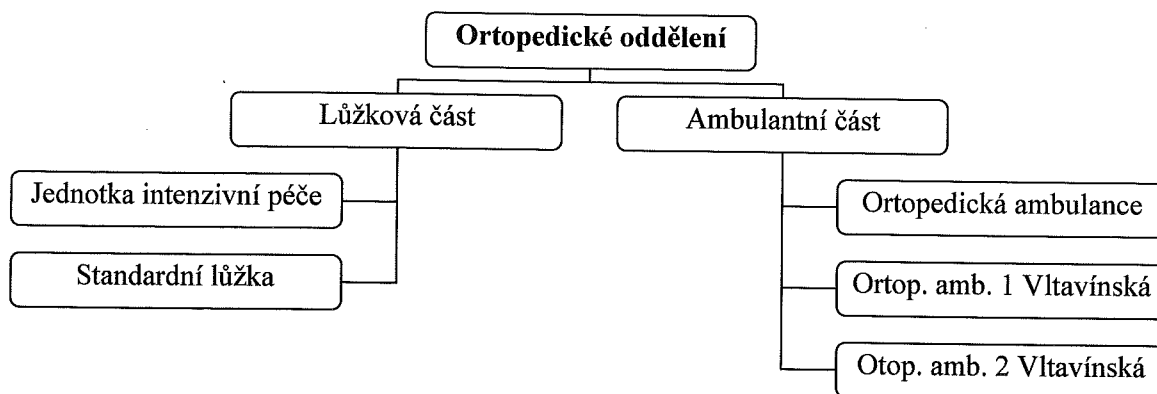 Ortopedické oddělení
Lůžková část
Ambulantní část
Jednotka intenzivní péče
Standardní lůžka
Ortopedická ambulance
Ortop. amb. 1 Vltavínská
Otop. amb. 2 Vltavínská